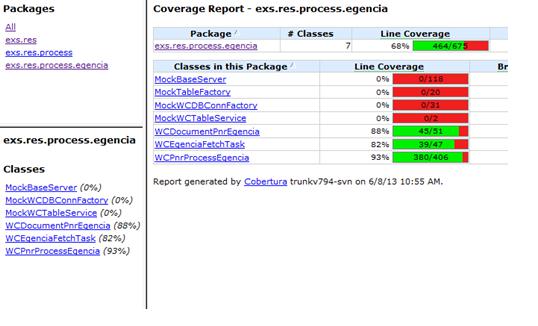 Packages
All
exs.res
exs.res.process
exs.res.process.egencia
exs.res.process.egencia
Classes
MockBaseServer (0%)
MockWCDBConnFactory (0%)
MockWCTableService (0%)
WCDocumentPnrEgencia (88%)
WCEgenciaFetchTask (82%)
WCPnrProcessEgencia (93%)
Coverage Report - exs.res.process.egencia
Package / # Classes Line Coverage
exs.res.process.egencia 7 68% 464/675
Classes in this Package / Line Coverage Br
MockBaseServer 0% 0/118
MockTableFactory 0% 0/20
MockWCDBConnFactory 0% 0/31
MockWCTableService 0% 0/2
WCDocumentPnrEgencia 88% 45/51
WCEgenciaFetchTask 82% 39/47
WCPnrProcessEgencia 93% 380/406
Report generated by Cobertura trunkv794-svn on 6/8/13 10:55 AM.